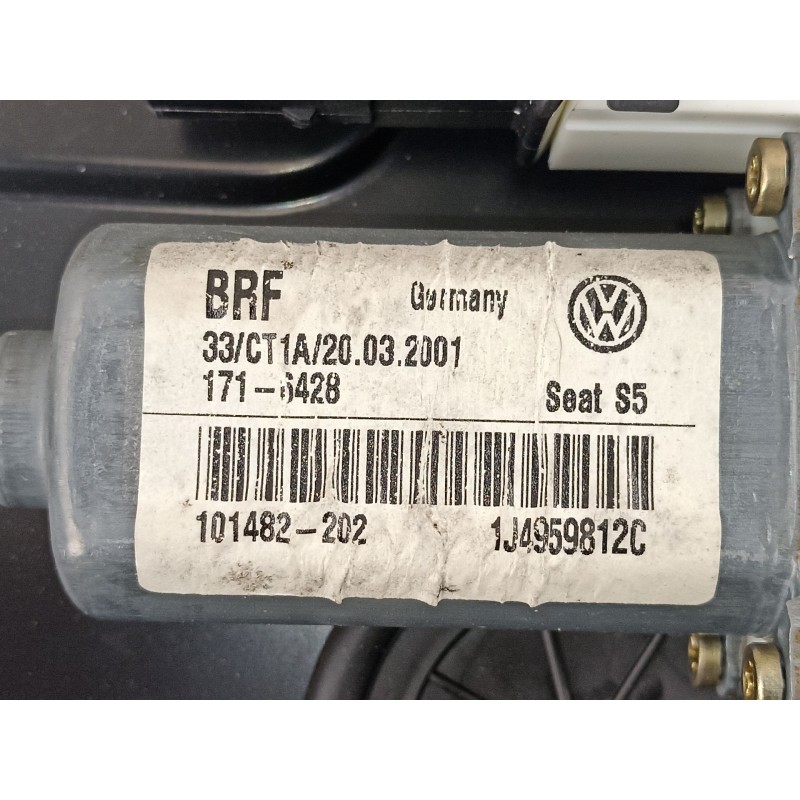 BRF Germany
33/CT1A/20.03.2001
171-6428 Seat S5
101482-202 1J4959812C